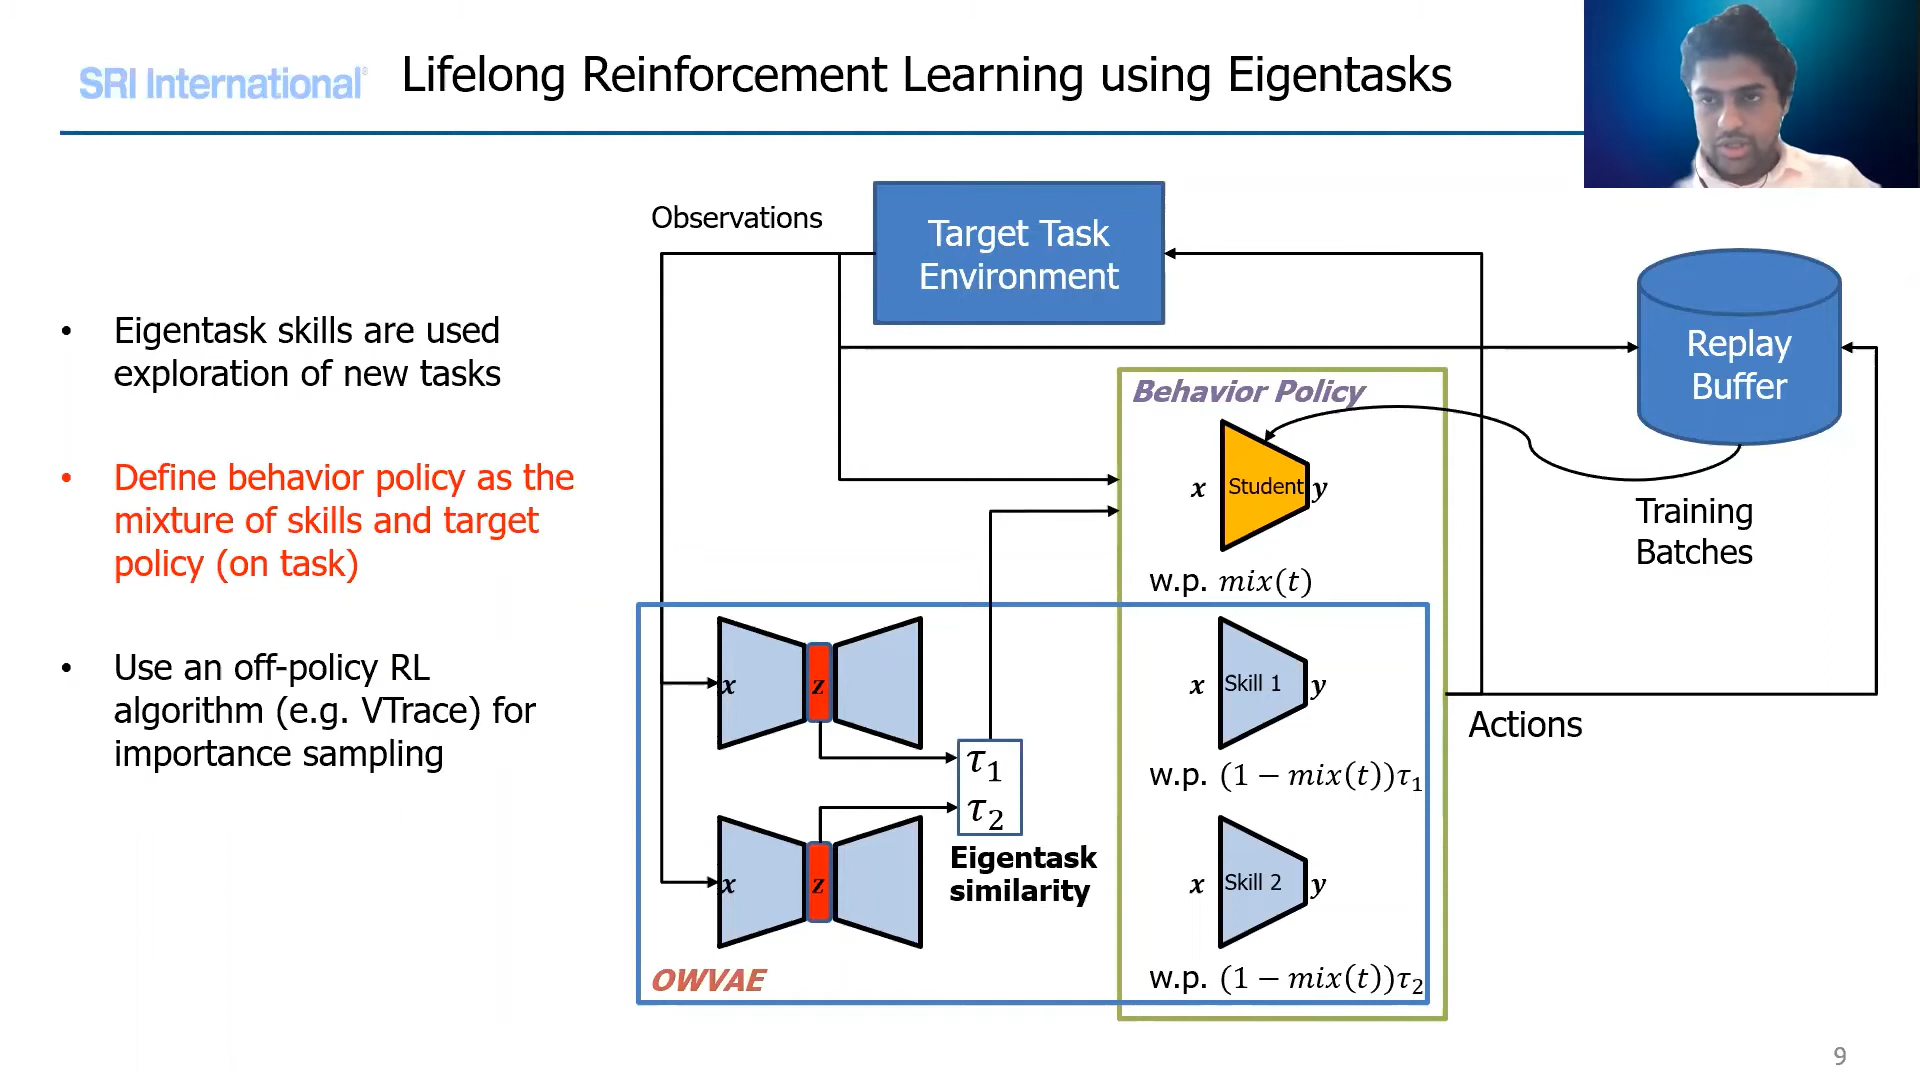 SRI International®
Lifelong Reinforcement Learning using Eigentasks
• Eigentask skills are used
exploration of new tasks
• Define behavior policy as the
mixture of skills and target
policy (on task)
• Use an off-policy RL
algorithm (e.g. VTrace) for
importance sampling
Observations
Target Task
Environment
Replay
Buffer
Training
Batches
Behavior Policy
x Student y
w.p. mix(t)
x z
x Skill 1 y
w.p. (1 − mix(t))τ₁
τ₁
τ₂
Eigentask
similarity
x z
x Skill 2 y
w.p. (1 − mix(t))τ₂
OWVAE
Actions
9